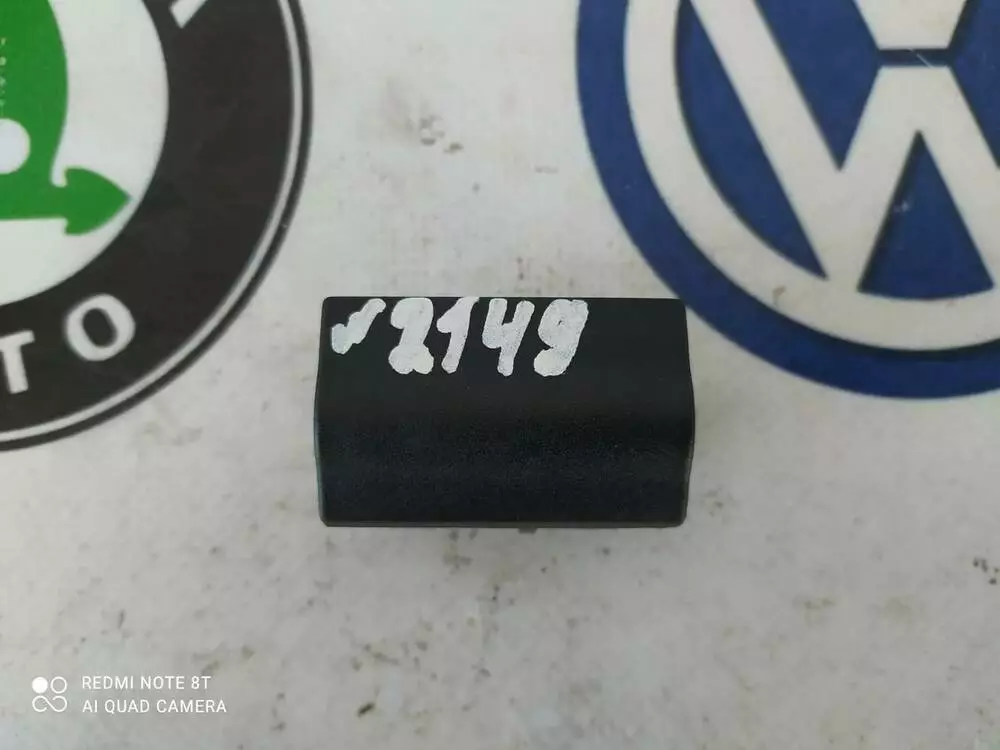 TO
2149
REDMI NOTE 8T
AI QUAD CAMERA